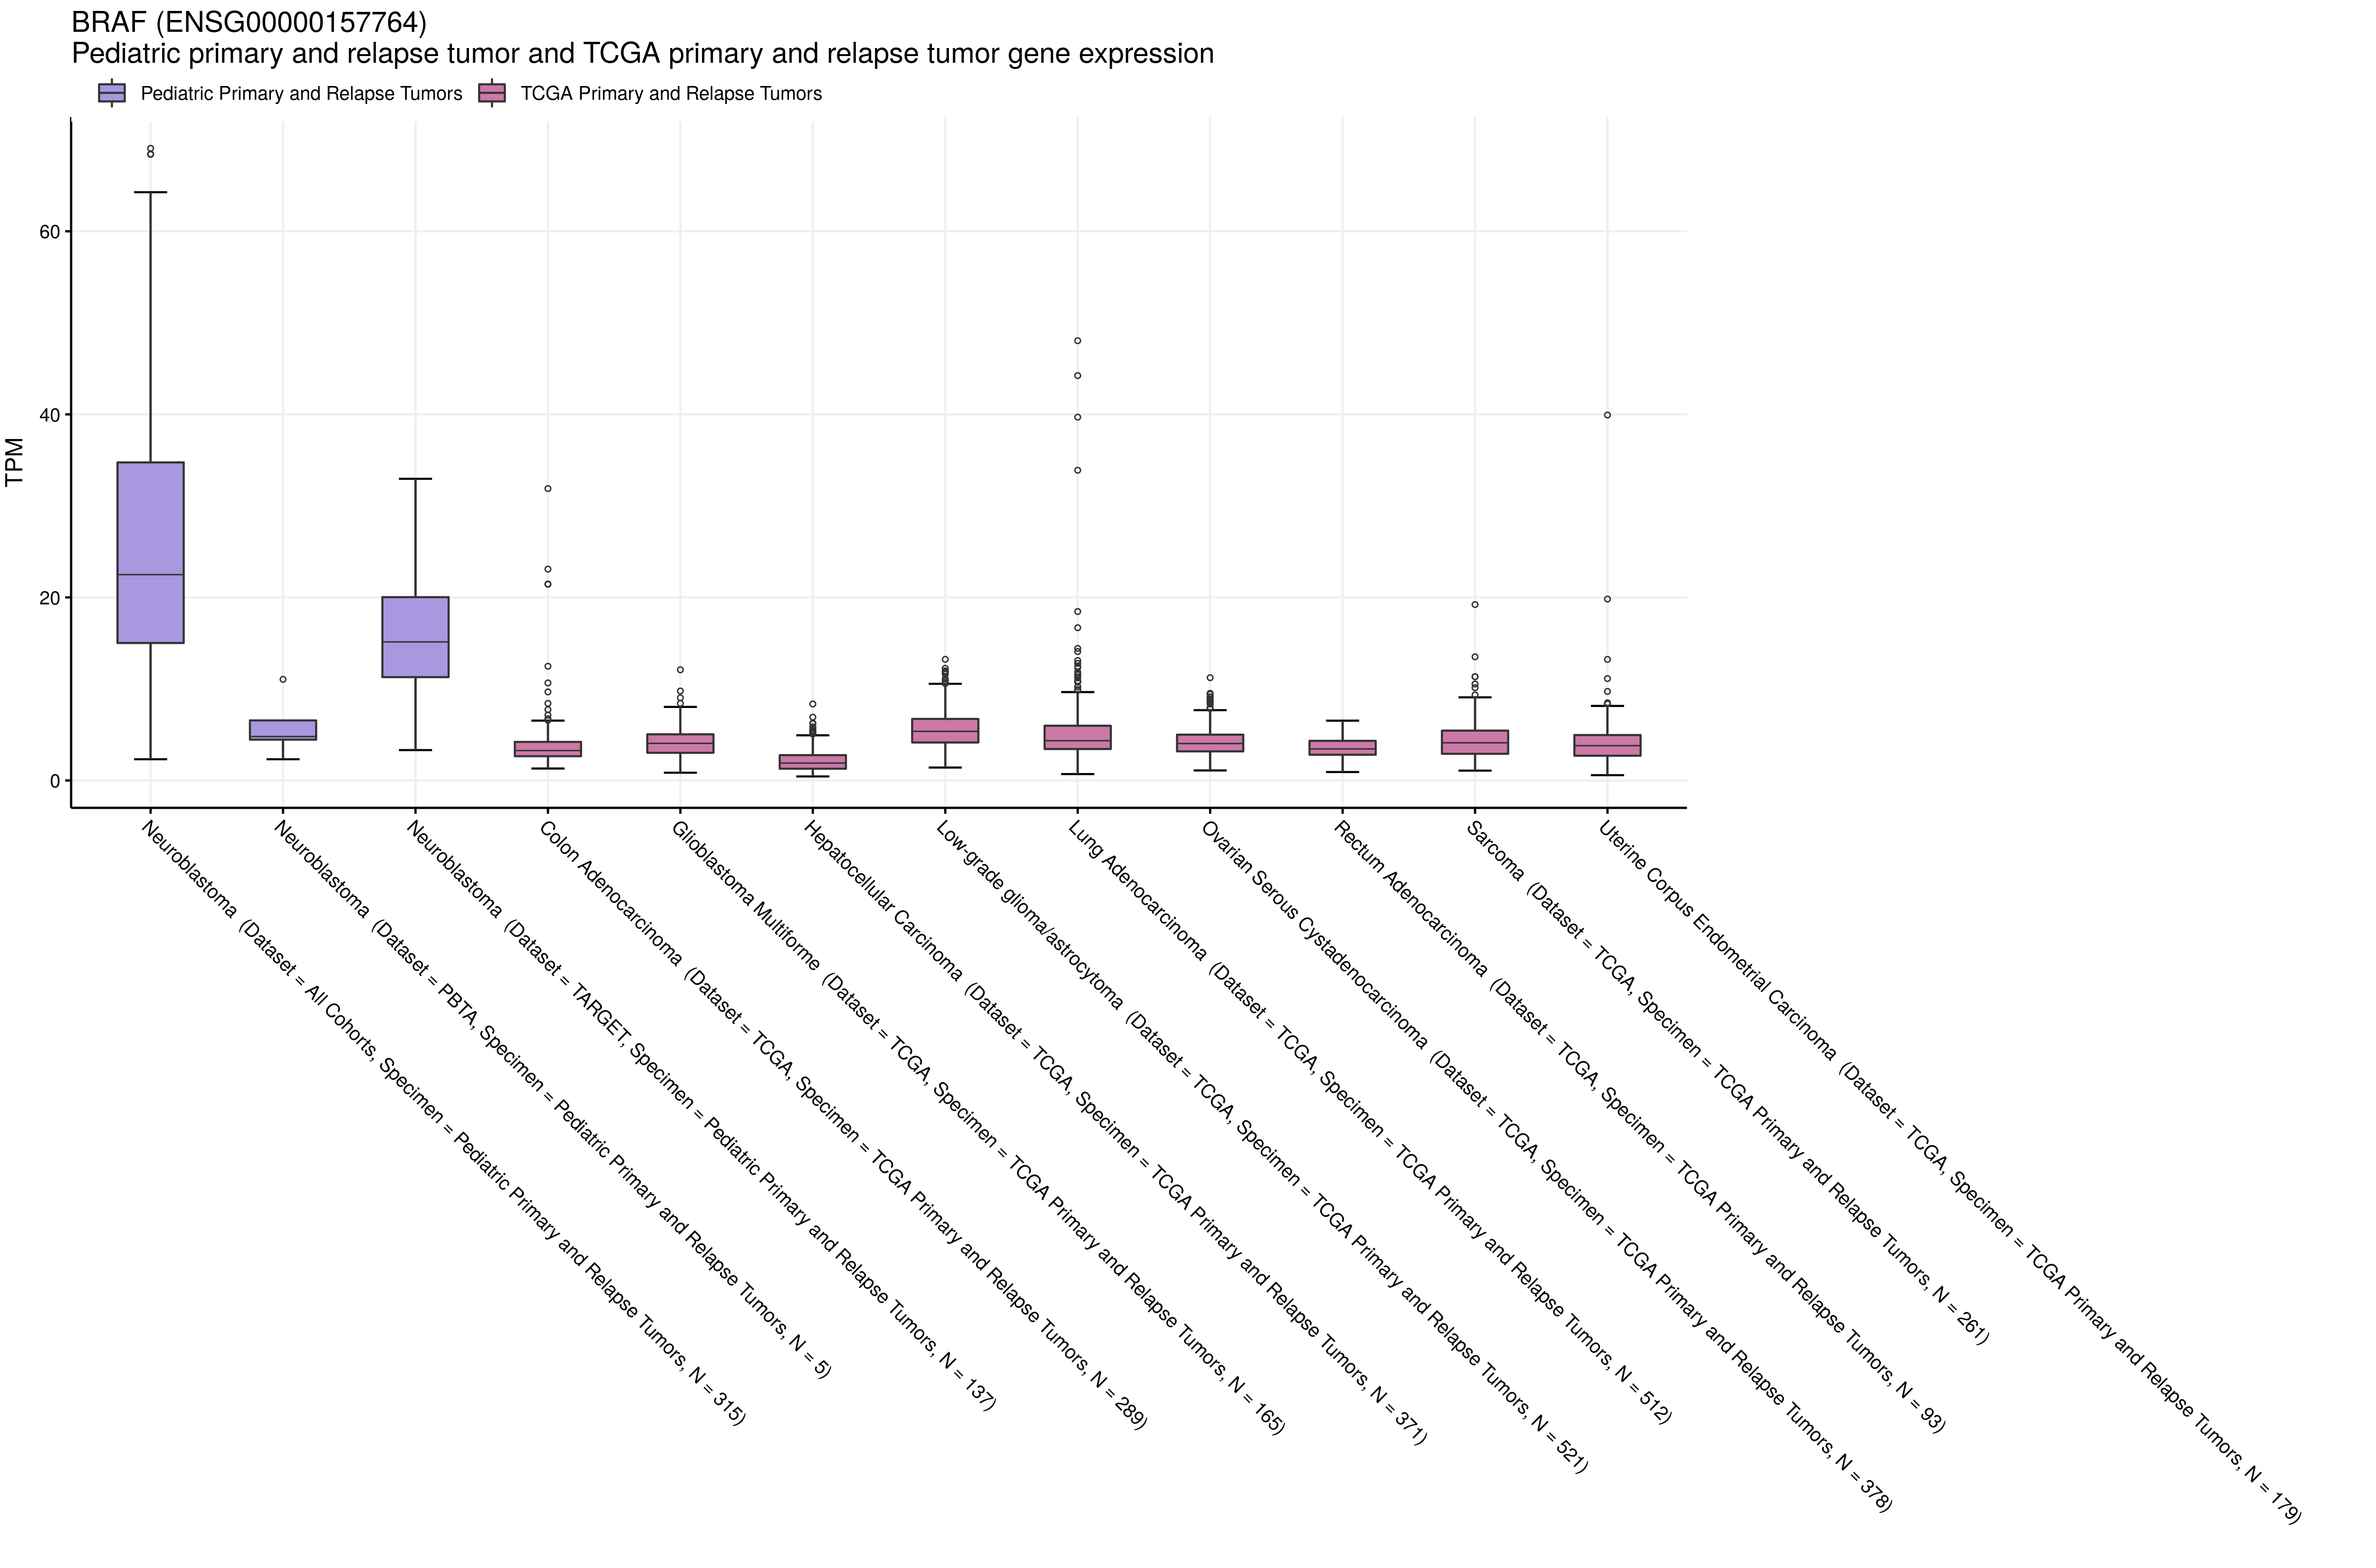 BRAF (ENSG00000157764)
Pediatric primary and relapse tumor and TCGA primary and relapse tumor gene expression
Pediatric Primary and Relapse Tumors
TCGA Primary and Relapse Tumors
TPM
60
40
20
0
Neuroblastoma (Dataset = All Cohorts, Specimen = Pediatric Primary and Relapse Tumors, N = 315)
Neuroblastoma (Dataset = PBTA, Specimen = Pediatric Primary and Relapse Tumors, N = 5)
Neuroblastoma (Dataset = TARGET, Specimen = Pediatric Primary and Relapse Tumors, N = 137)
Colon Adenocarcinoma (Dataset = TCGA, Specimen = TCGA Primary and Relapse Tumors, N = 289)
Glioblastoma Multiforme (Dataset = TCGA, Specimen = TCGA Primary and Relapse Tumors, N = 165)
Hepatocellular Carcinoma (Dataset = TCGA, Specimen = TCGA Primary and Relapse Tumors, N = 371)
Low-grade glioma/astrocytoma (Dataset = TCGA, Specimen = TCGA Primary and Relapse Tumors, N = 521)
Lung Adenocarcinoma (Dataset = TCGA, Specimen = TCGA Primary and Relapse Tumors, N = 512)
Ovarian Serous Cystadenocarcinoma (Dataset = TCGA, Specimen = TCGA Primary and Relapse Tumors, N = 378)
Rectum Adenocarcinoma (Dataset = TCGA, Specimen = TCGA Primary and Relapse Tumors, N = 93)
Sarcoma (Dataset = TCGA, Specimen = TCGA Primary and Relapse Tumors, N = 261)
Uterine Corpus Endometrial Carcinoma (Dataset = TCGA, Specimen = TCGA Primary and Relapse Tumors, N = 179)